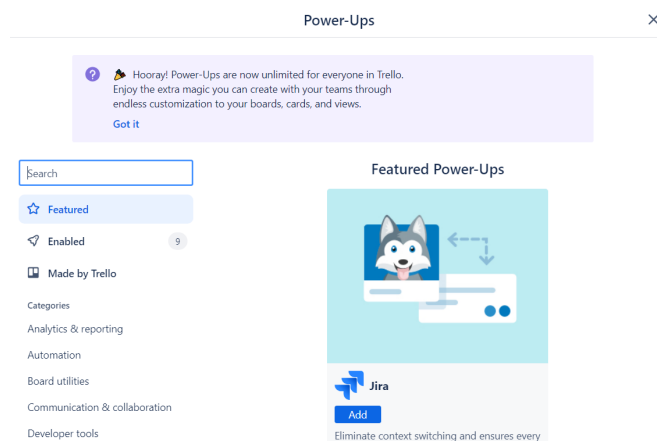 Power-Ups
🎉 Hooray! Power-Ups are now unlimited for everyone in Trello.
Enjoy the extra magic you can create with your teams through
endless customization to your boards, cards, and views.
Got it
Search
Featured
Enabled 9
Made by Trello
Categories
Analytics & reporting
Automation
Board utilities
Communication & collaboration
Developer tools
Featured Power-Ups
Jira
Add
Eliminate context switching and ensures every